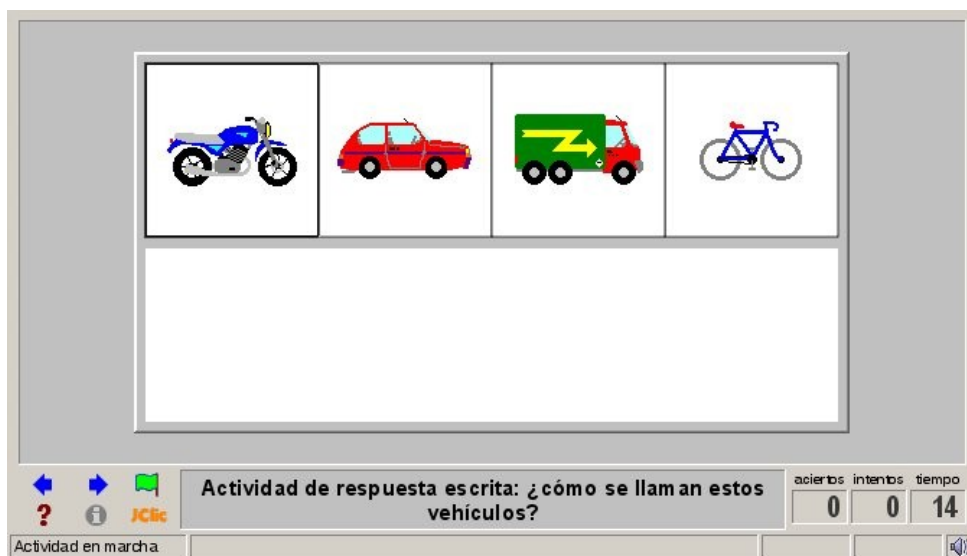 Actividad de respuesta escrita: ¿cómo se llaman estos
vehículos?
aciertos intentos tiempo
0 0 14
? i JClic
Actividad en marcha